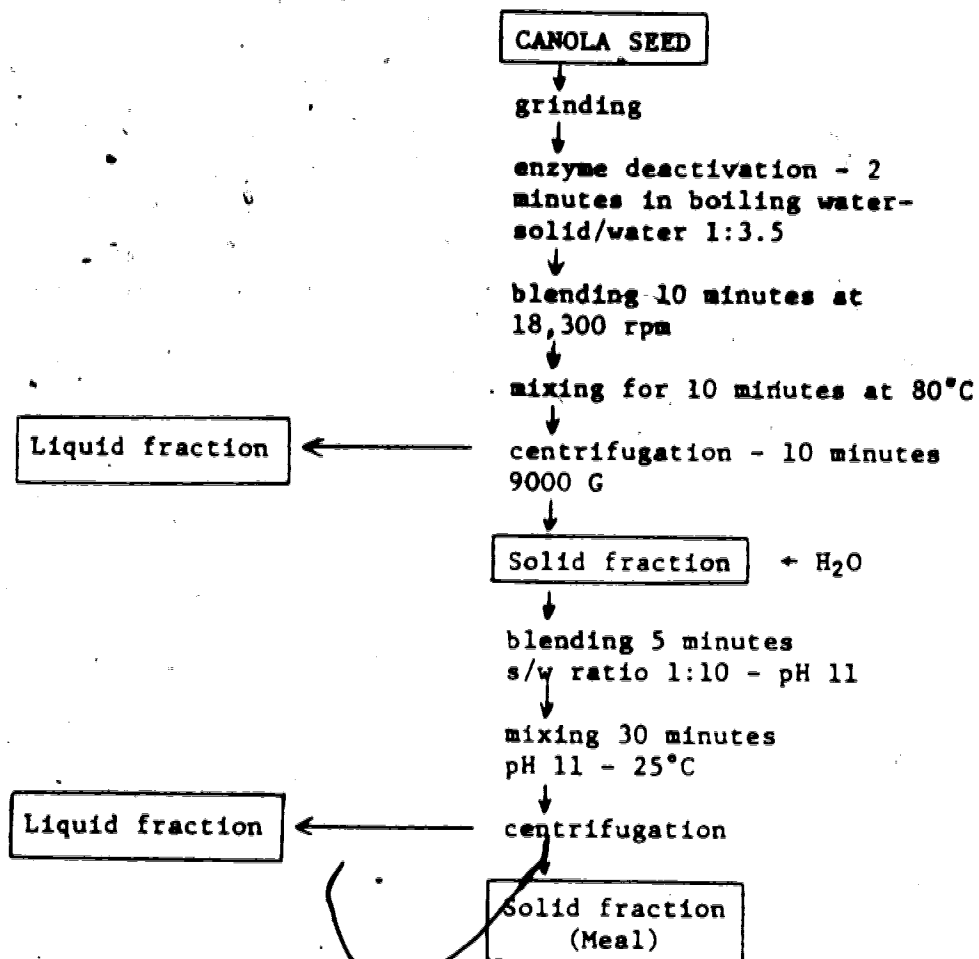 CANOLA SEED
grinding
enzyme deactivation - 2
minutes in boiling water-
solid/water 1:3.5
blending 10 minutes at
18,300 rpm
mixing for 10 minutes at 80°C
Liquid fraction
centrifugation - 10 minutes
9000 G
Solid fraction ← H₂O
blending 5 minutes
s/w ratio 1:10 - pH 11
mixing 30 minutes
pH 11 - 25°C
Liquid fraction
centrifugation
Solid fraction
(Meal)